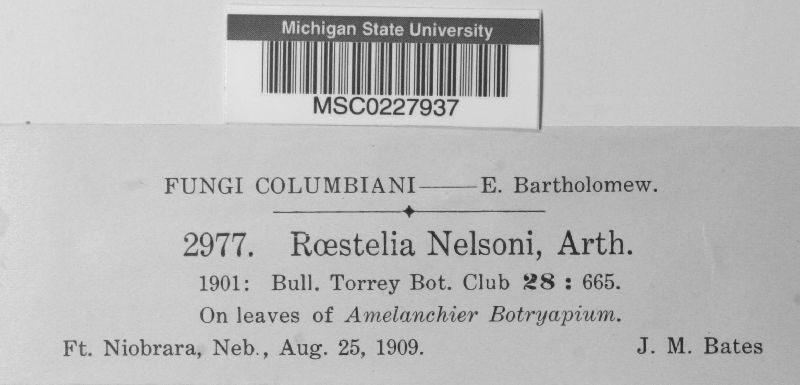 Michigan State University
MSC0227937
FUNGI COLUMBIANI—E. Bartholomew.
2977. Rœstelia Nelsoni, Arth.
1901: Bull. Torrey Bot. Club 28 : 665.
On leaves of Amelanchier Botryapium.
Ft. Niobrara, Neb., Aug. 25, 1909. J. M. Bates